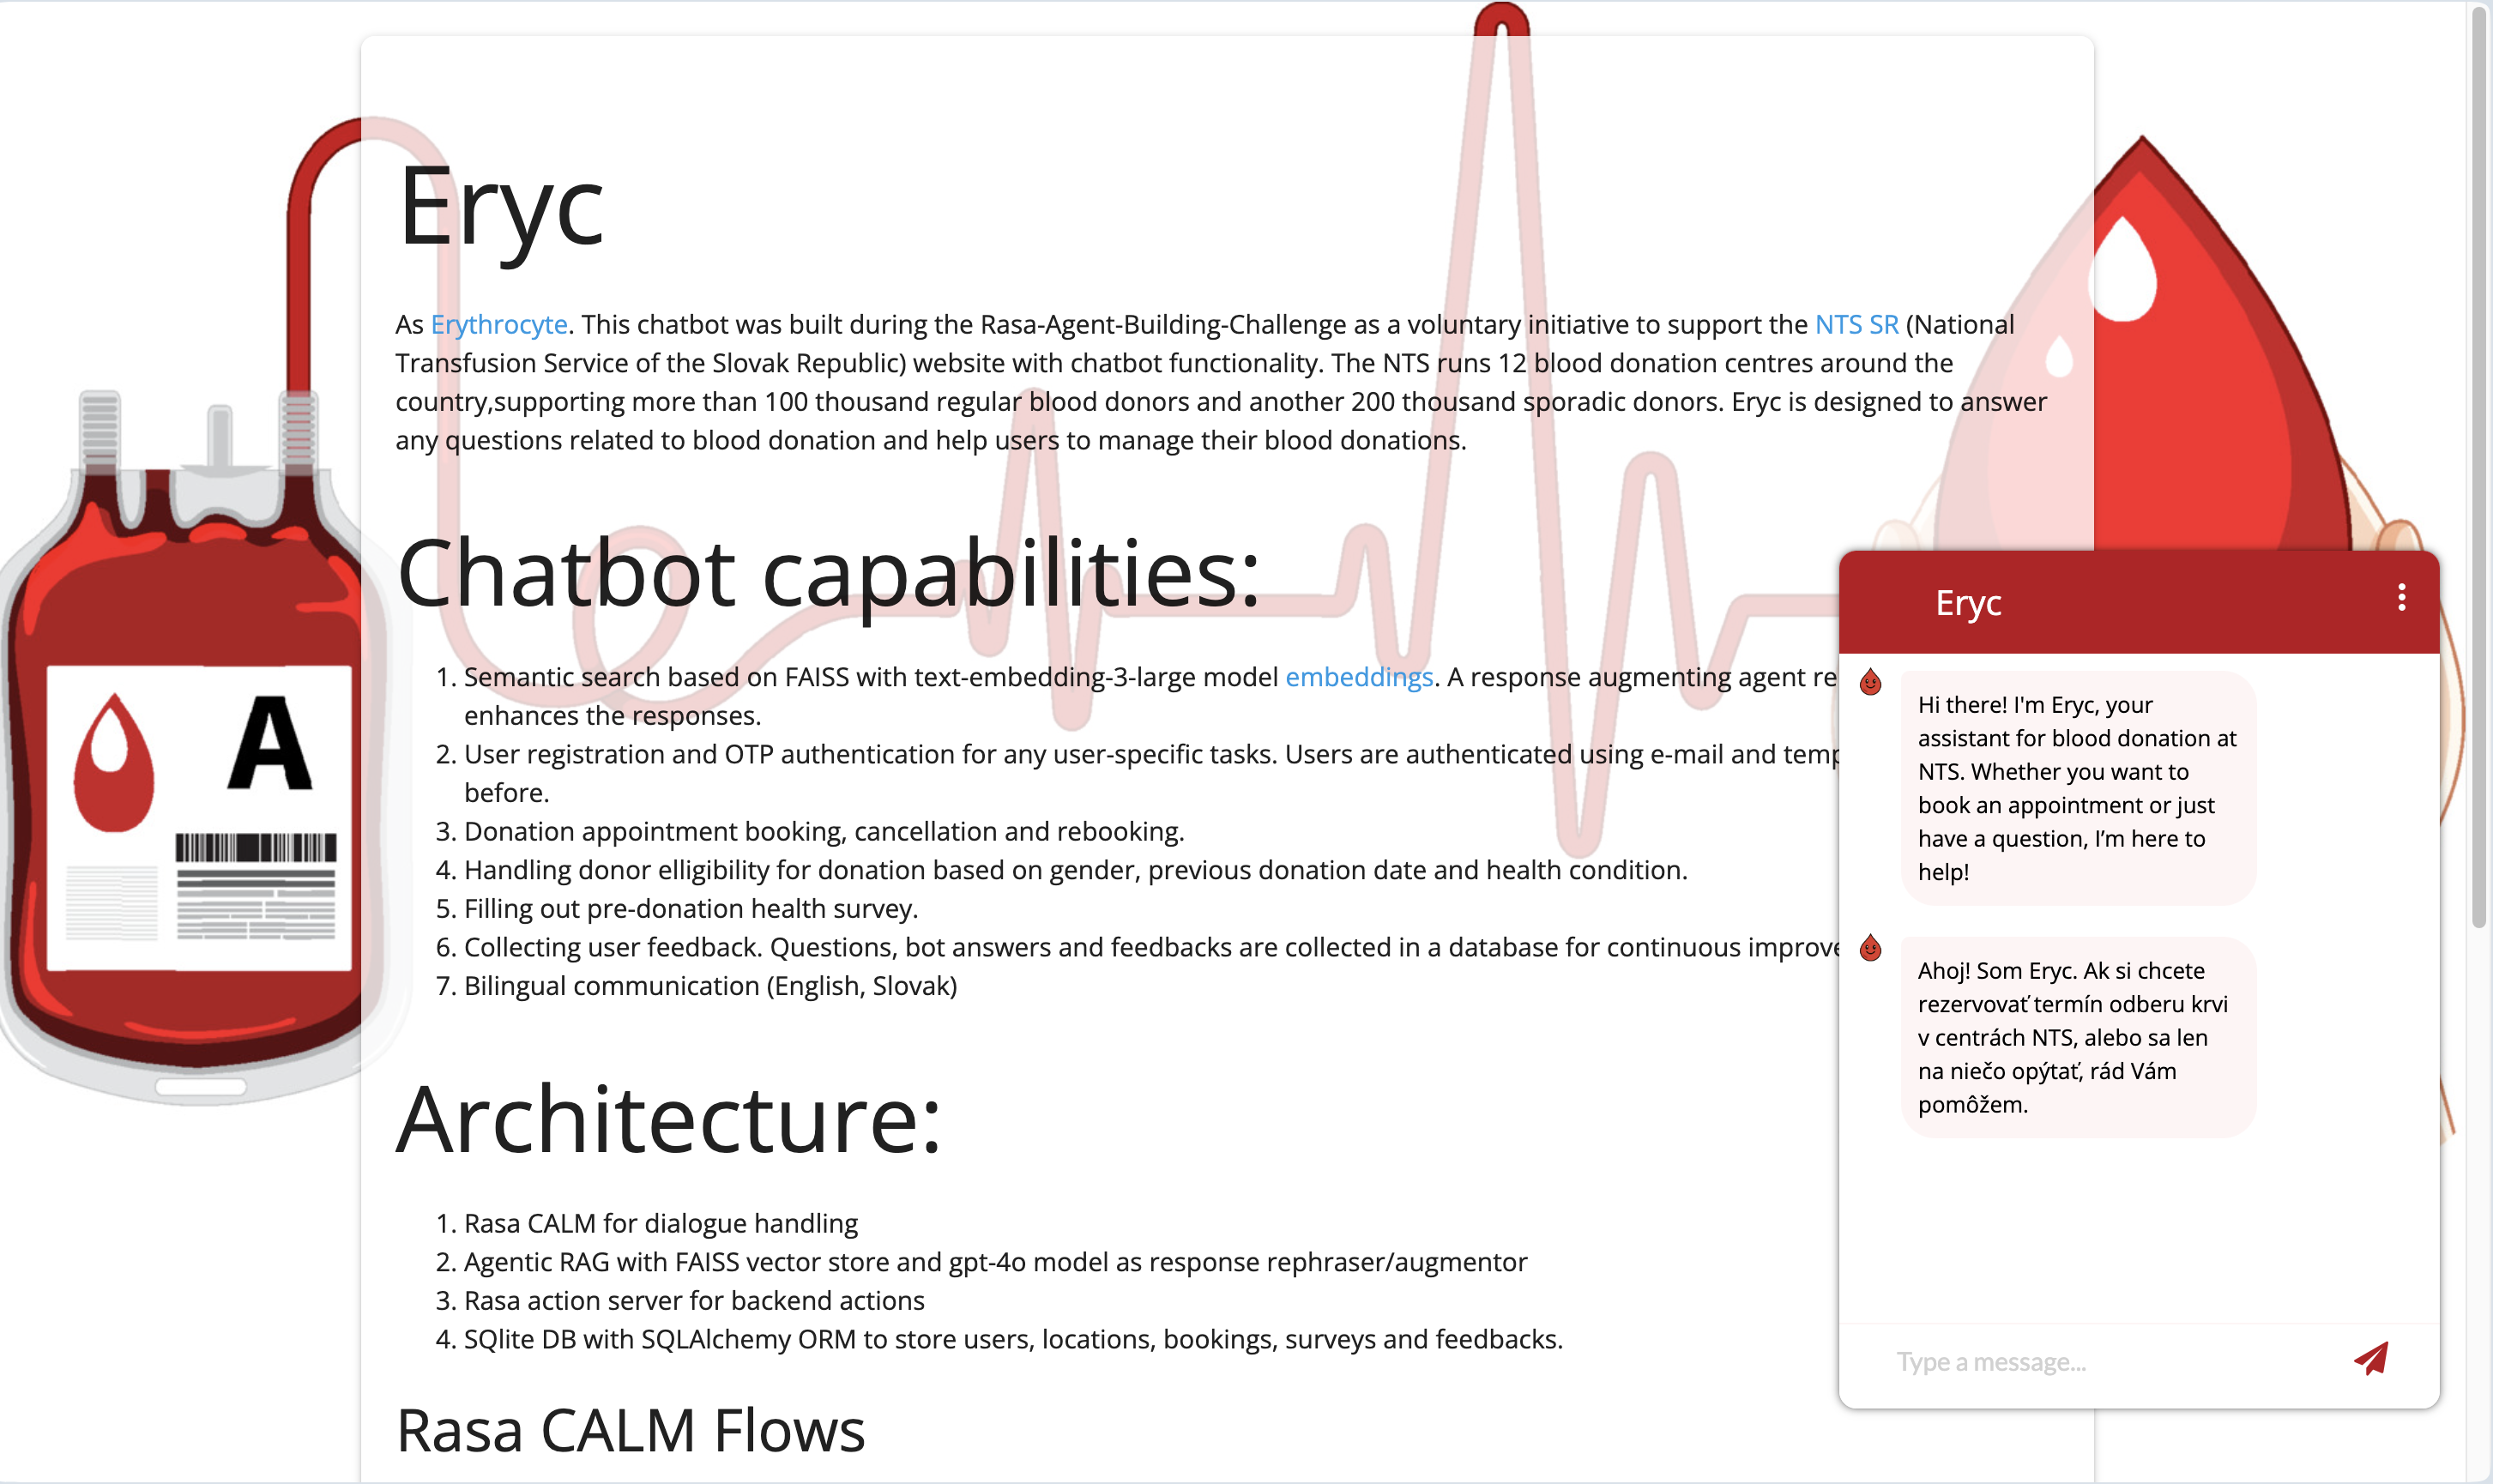 Eryc
As Erythrocyte. This chatbot was built during the Rasa-Agent-Building-Challenge as a voluntary initiative to support the NTS SR (National
Transfusion Service of the Slovak Republic) website with chatbot functionality. The NTS runs 12 blood donation centres around the
country,supporting more than 100 thousand regular blood donors and another 200 thousand sporadic donors. Eryc is designed to answer
any questions related to blood donation and help users to manage their blood donations.
Chatbot capabilities:
1. Semantic search based on FAISS with text-embedding-3-large model embeddings. A response augmenting agent re
enhances the responses.
2. User registration and OTP authentication for any user-specific tasks. Users are authenticated using e-mail and temp
before.
3. Donation appointment booking, cancellation and rebooking.
4. Handling donor elligibility for donation based on gender, previous donation date and health condition.
5. Filling out pre-donation health survey.
6. Collecting user feedback. Questions, bot answers and feedbacks are collected in a database for continuous improve
7. Bilingual communication (English, Slovak)
Architecture:
1. Rasa CALM for dialogue handling
2. Agentic RAG with FAISS vector store and gpt-4o model as response rephraser/augmentor
3. Rasa action server for backend actions
4. SQlite DB with SQLAlchemy ORM to store users, locations, bookings, surveys and feedbacks.
Rasa CALM Flows
A
Eryc
Hi there! I'm Eryc, your
assistant for blood donation at
NTS. Whether you want to
book an appointment or just
have a question, I’m here to
help!
Ahoj! Som Eryc. Ak si chcete
rezervovať termín odberu krvi
v centrách NTS, alebo sa len
na niečo opýtať, rád Vám
pomôžem.
Type a message...